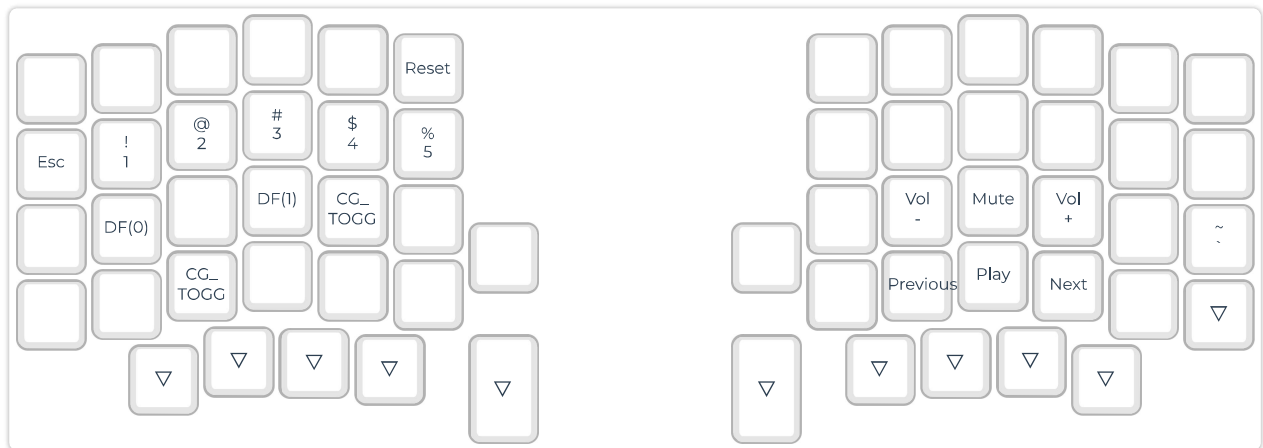 Reset
Esc
!
1
@
2
#
3
$
4
%
5
DF(0)
DF(1)
CG_
TOGG
Vol
-
Mute
Vol
+
~
`
CG_
TOGG
Previous
Play
Next
▽
▽
▽
▽
▽
▽
▽
▽
▽
▽
▽